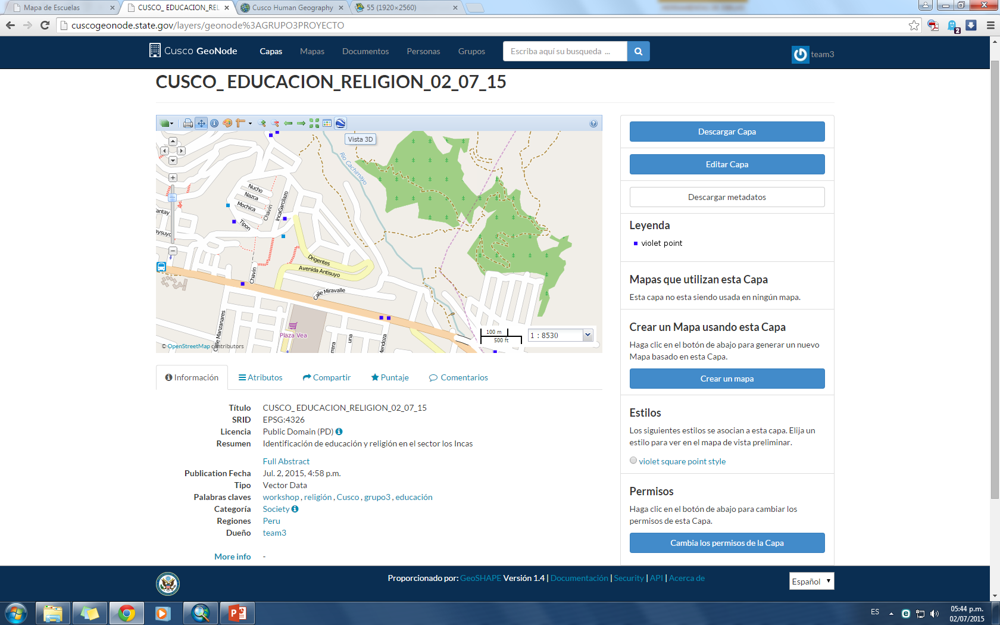 Mapa de Escuelas
CUSCO_ EDUCACION_REL
Cusco Human Geography
55 (1920×2560)
cuscogeonode.state.gov/layers/geonode%3AGRUPO3PROYECTO
2
Cusco GeoNode
Capas
Mapas
Documentos
Personas
Grupos
Escriba aquí su busqueda ...
team3
CUSCO_ EDUCACION_RELIGION_02_07_15
Vista 3D
Rio Cachimayo
Nucho
Nazca
Mochica
Tipon
Chavin
IncaGarolazo
antay
aysuyo
Chavin
Drigentes
Avenida Antisuyo
Calle Miravalle
Calle Manzanares
Plaza Vea
rrera
una
Mendoza
© OpenStreetMap contributors
100 m
500 ft
1 : 8530
Descargar Capa
Editar Capa
Descargar metadatos
Leyenda
violet point
Mapas que utilizan esta Capa
Esta capa no esta siendo usada en ningún mapa.
Crear un Mapa usando esta Capa
Haga clic en el botón de abajo para generar un nuevo
Mapa basado en esta Capa.
Crear un mapa
Estilos
Los siguientes estilos se asocian a esta capa. Elija un
estilo para ver en el mapa de vista preliminar.
violet square point style
Permisos
Haga clic en el botón de abajo para cambiar los
permisos de esta Capa.
Cambia los permisos de la Capa
Información
Atributos
Compartir
Puntaje
Comentarios
Título CUSCO_ EDUCACION_RELIGION_02_07_15
SRID EPSG:4326
Licencia Public Domain (PD)
Resumen Identificación de educación y religión en el sector los Incas
Full Abstract
Publication Fecha Jul. 2, 2015, 4:58 p.m.
Tipo Vector Data
Palabras claves workshop , religión , Cusco , grupo3 , educación
Categoría Society
Regiones Peru
Dueño team3
More info -
Proporcionado por: GeoSHAPE Versión 1.4 | Documentación | Security | API | Acerca de
Español
ES
05:44 p.m.
02/07/2015